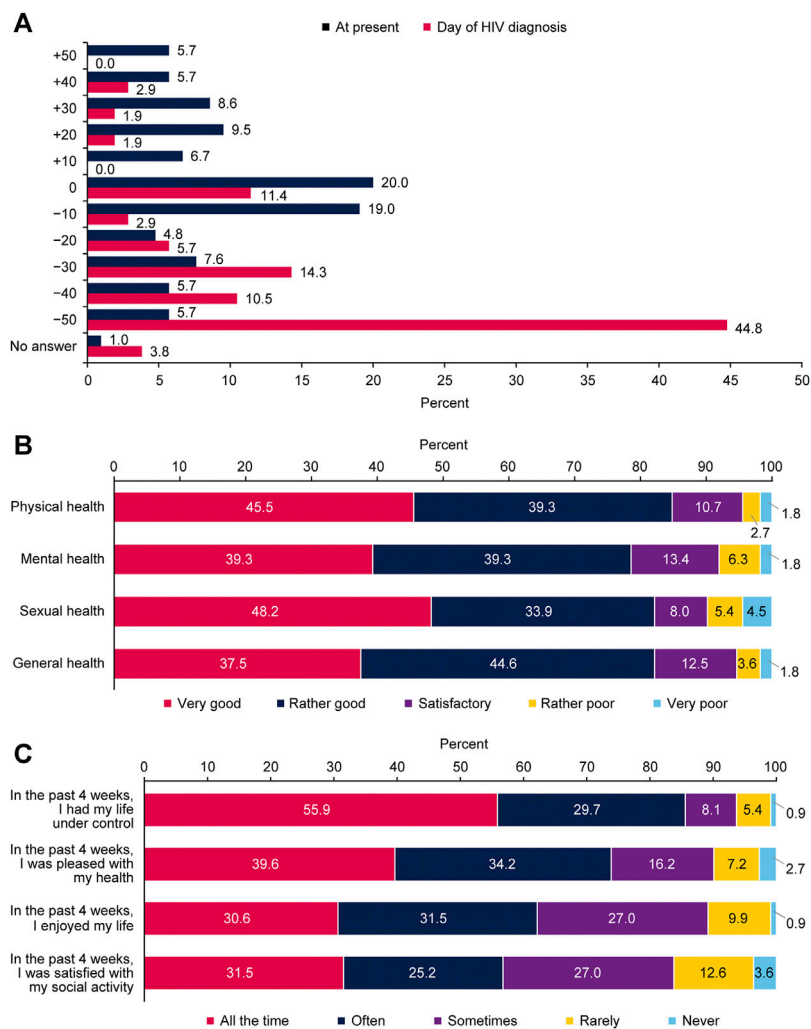 A
At present Day of HIV diagnosis
+50 5.7
0.0
+40 5.7
2.9
+30 8.6
1.9
+20 9.5
1.9
+10 6.7
0.0
0 20.0
11.4
−10 19.0
2.9
−20 4.8
5.7
−30 7.6
14.3
−40 5.7
10.5
−50 5.7
44.8
No answer 1.0
3.8
0 5 10 15 20 25 30 35 40 45 50
Percent
B
Percent
0 10 20 30 40 50 60 70 80 90 100
Physical health 45.5 39.3 10.7 2.7 1.8
Mental health 39.3 39.3 13.4 6.3 1.8
Sexual health 48.2 33.9 8.0 5.4 4.5
General health 37.5 44.6 12.5 3.6 1.8
Very good Rather good Satisfactory Rather poor Very poor
C
Percent
0 10 20 30 40 50 60 70 80 90 100
In the past 4 weeks,
I had my life
under control
55.9 29.7 8.1 5.4 0.9
In the past 4 weeks,
I was pleased with
my health
39.6 34.2 16.2 7.2 2.7
In the past 4 weeks,
I enjoyed my life
30.6 31.5 27.0 9.9 0.9
In the past 4 weeks,
I was satisfied with
my social activity
31.5 25.2 27.0 12.6 3.6
All the time Often Sometimes Rarely Never